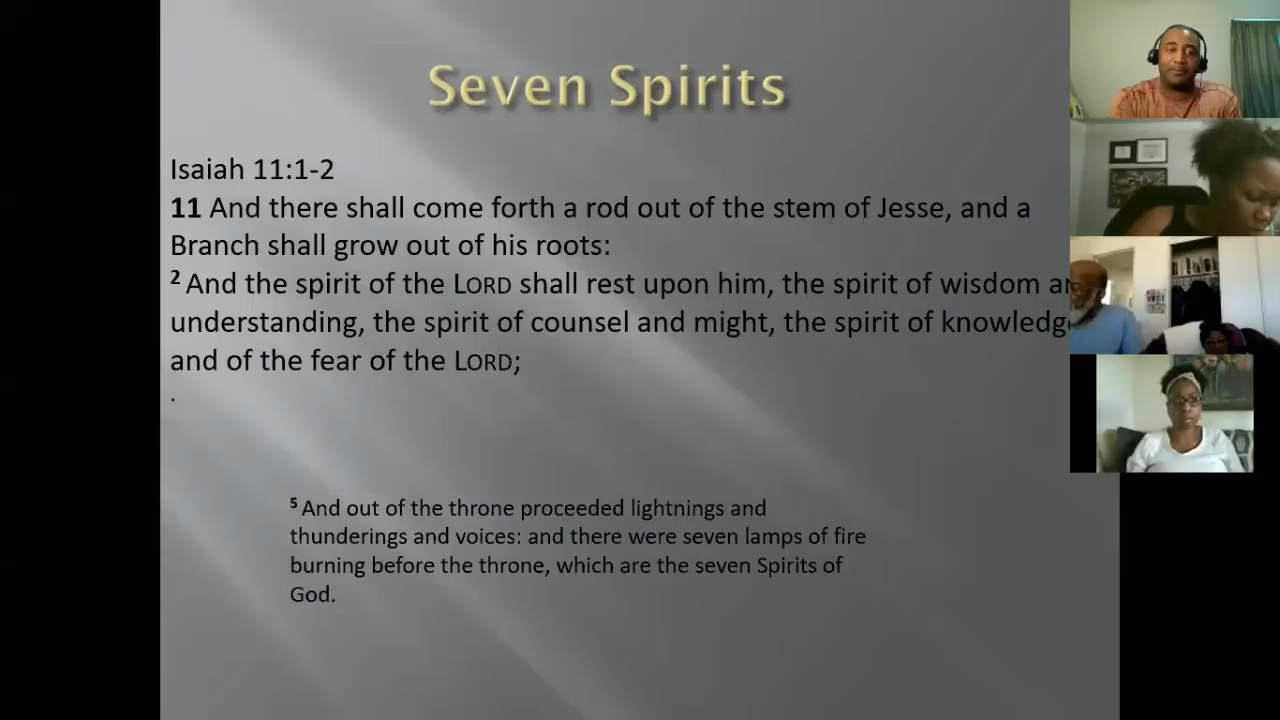 Seven Spirits
Isaiah 11:1-2
11 And there shall come forth a rod out of the stem of Jesse, and a
Branch shall grow out of his roots:
2 And the spirit of the LORD shall rest upon him, the spirit of wisdom
understanding, the spirit of counsel and might, the spirit of
and of the fear of the LORD;
.
5 And out of the throne proceeded lightnings and
thunderings and voices: and there were seven lamps of fire
burning before the throne, which are the seven Spirits of
God.